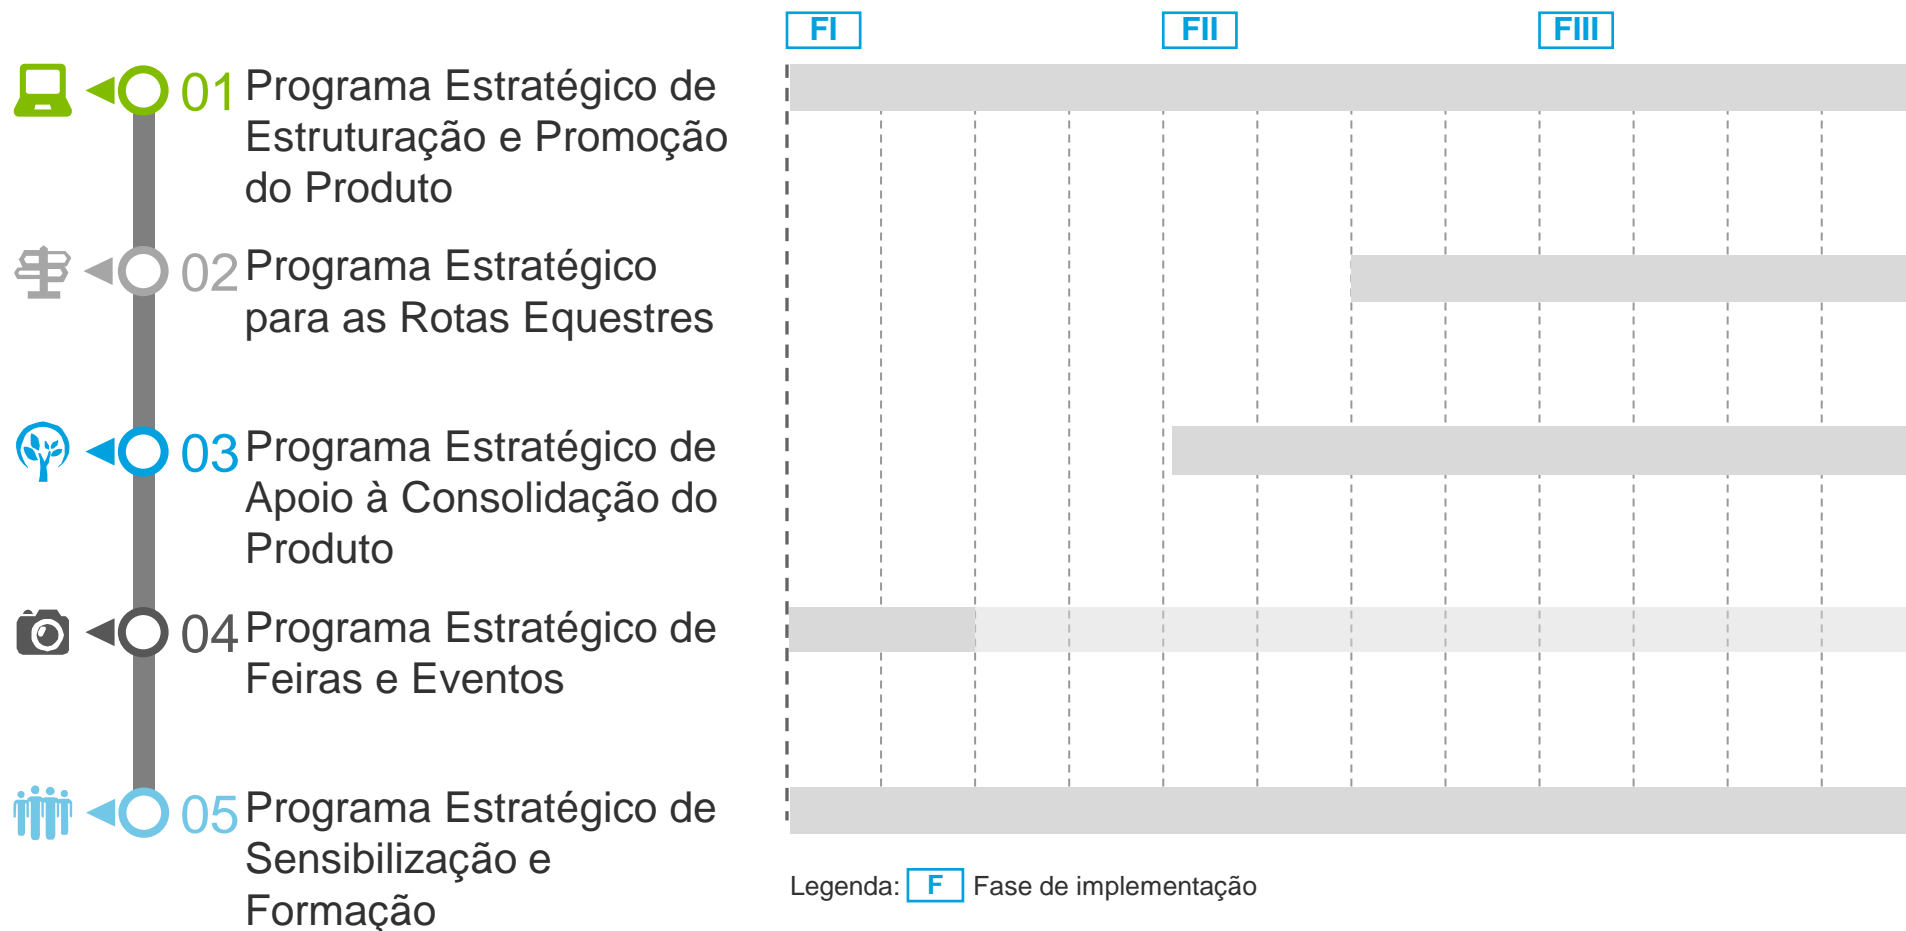 FI
FII
FIII
01 Programa Estratégico de
Estruturação e Promoção
do Produto
02 Programa Estratégico
para as Rotas Equestres
03 Programa Estratégico de
Apoio à Consolidação do
Produto
04 Programa Estratégico de
Feiras e Eventos
05 Programa Estratégico de
Sensibilização e
Formação
Legenda: F Fase de implementação